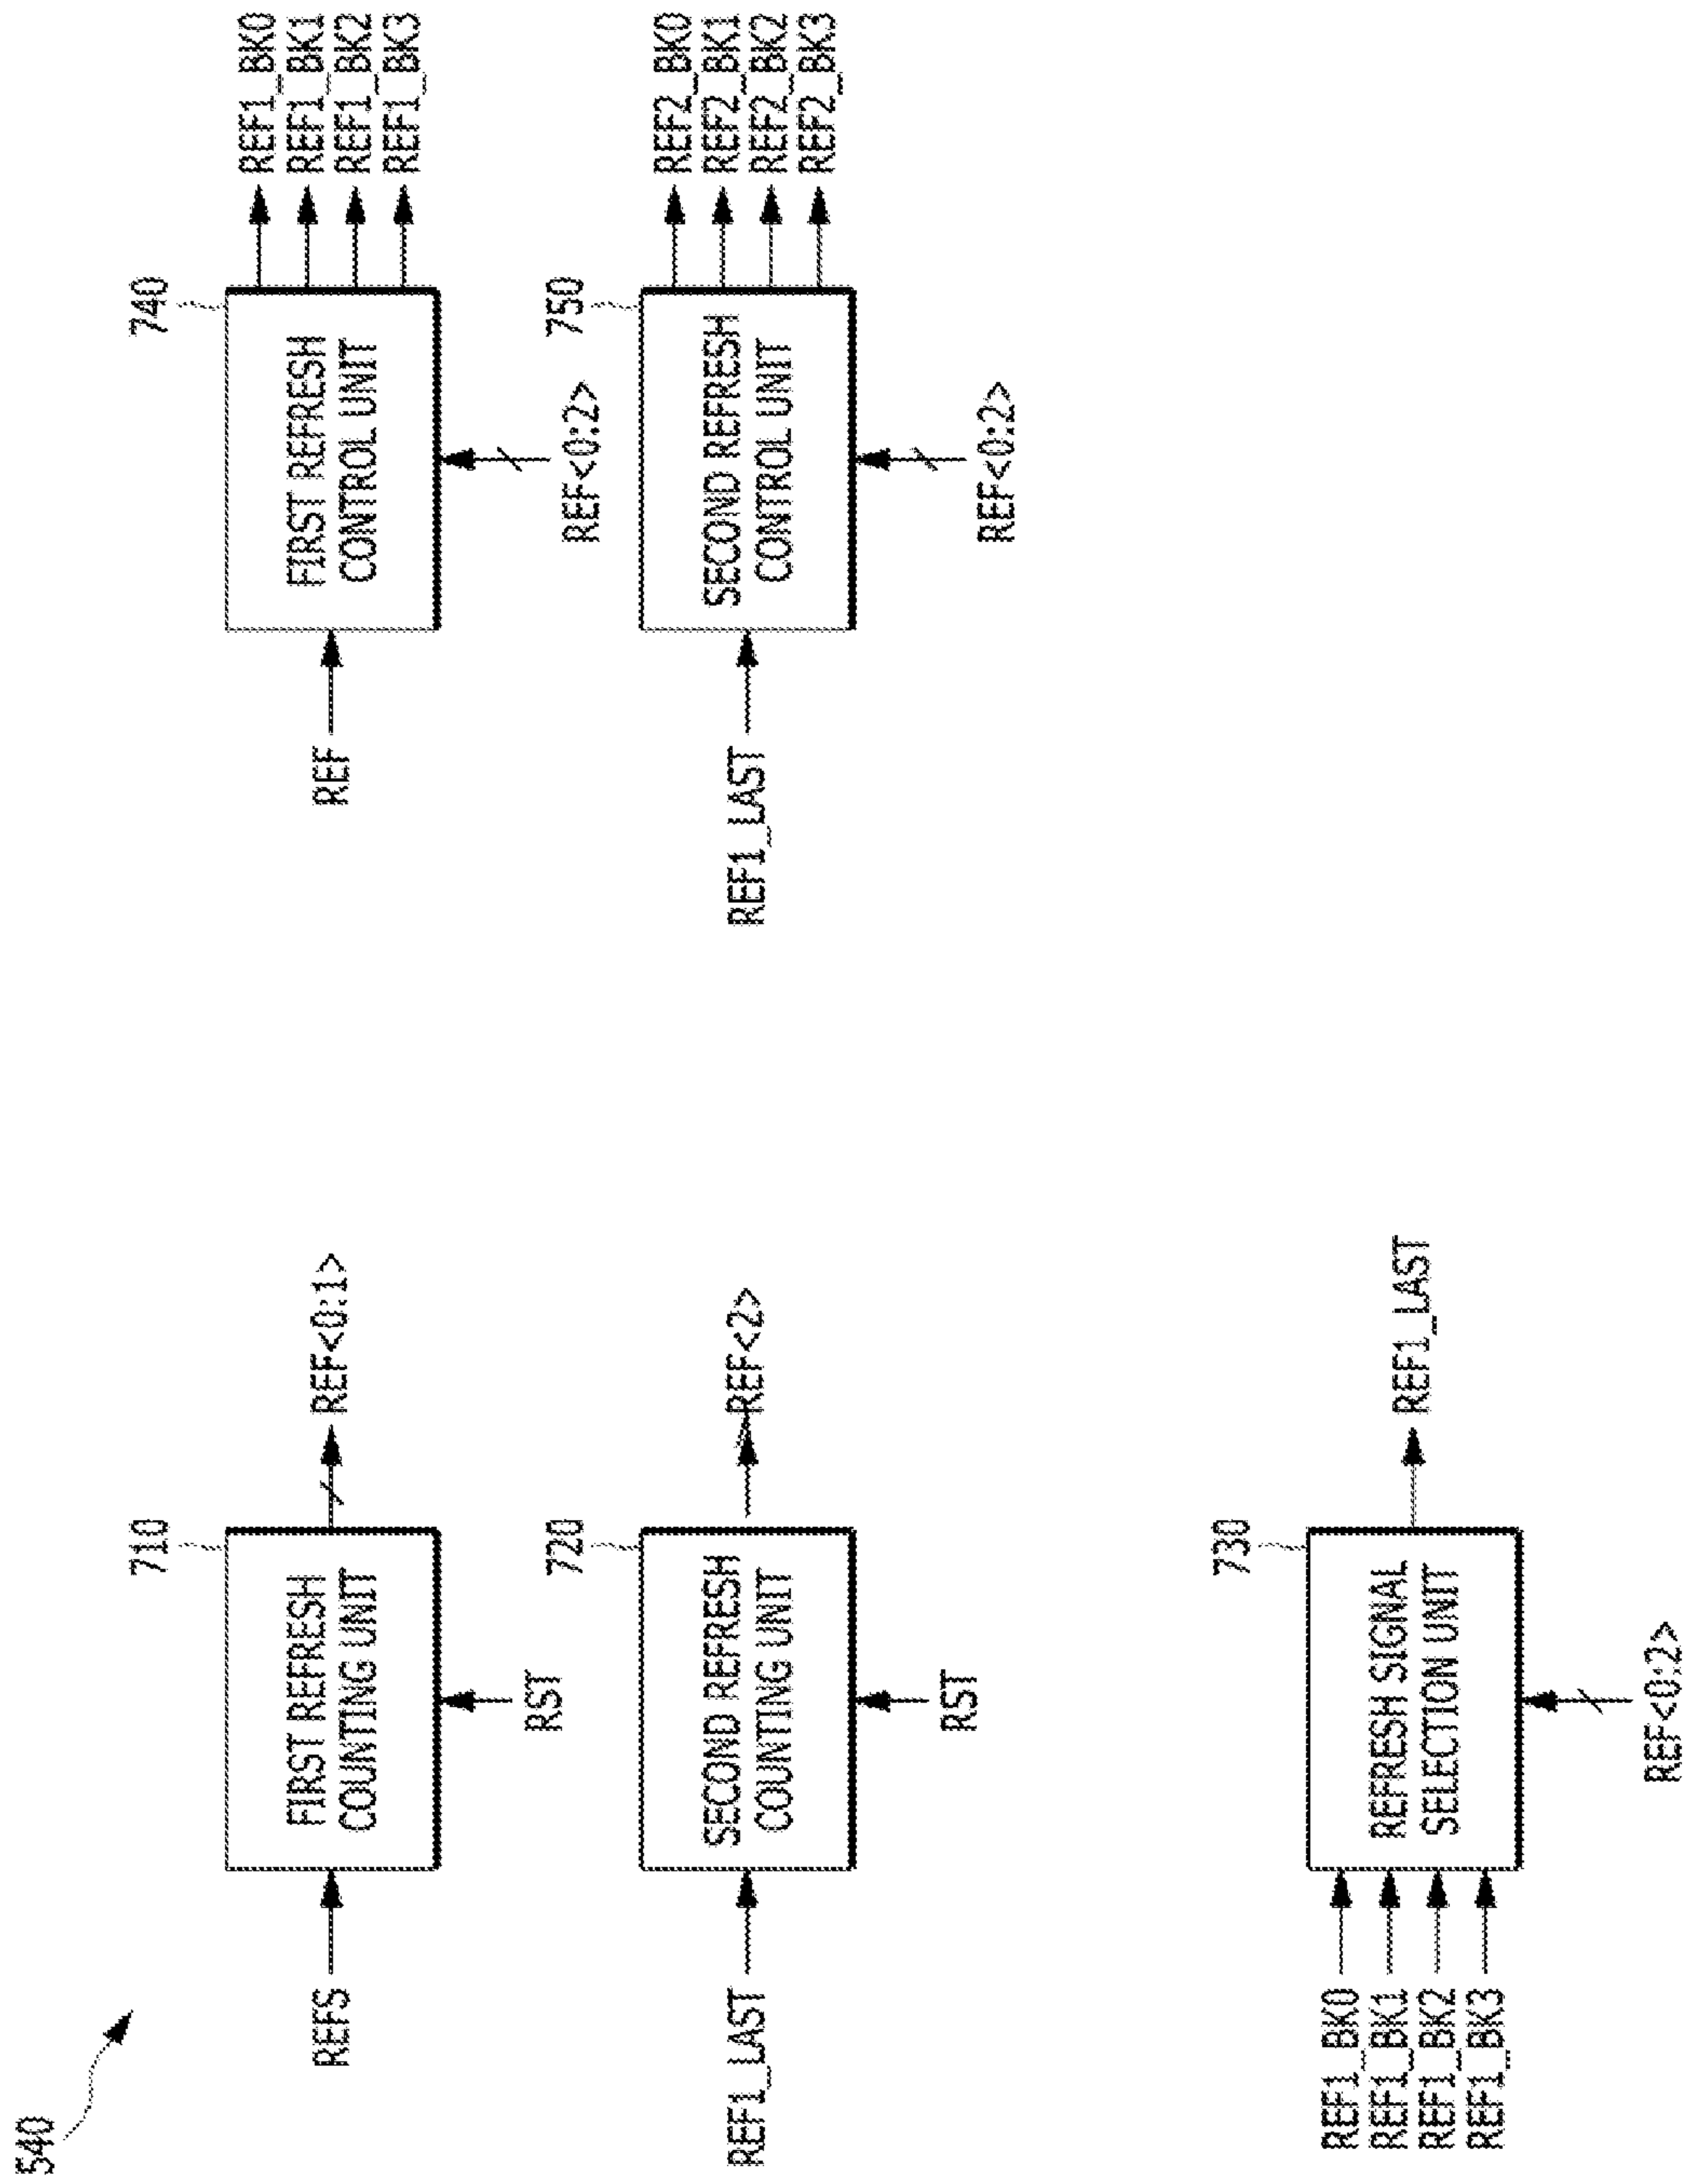 540
710
REFS
FIRST REFRESH
COUNTING UNIT
REF<0:1>
RST
720
REF1_LAST
SECOND REFRESH
COUNTING UNIT
REF<2>
RST
730
REF1_BK0
REF1_BK1
REF1_BK2
REF1_BK3
REFRESH SIGNAL
SELECTION UNIT
REF1_LAST
REF<0:2>
740
REF
FIRST REFRESH
CONTROL UNIT
REF1_BK0
REF1_BK1
REF1_BK2
REF1_BK3
REF<0:2>
750
REF1_LAST
SECOND REFRESH
CONTROL UNIT
REF2_BK0
REF2_BK1
REF2_BK2
REF2_BK3
REF<0:2>